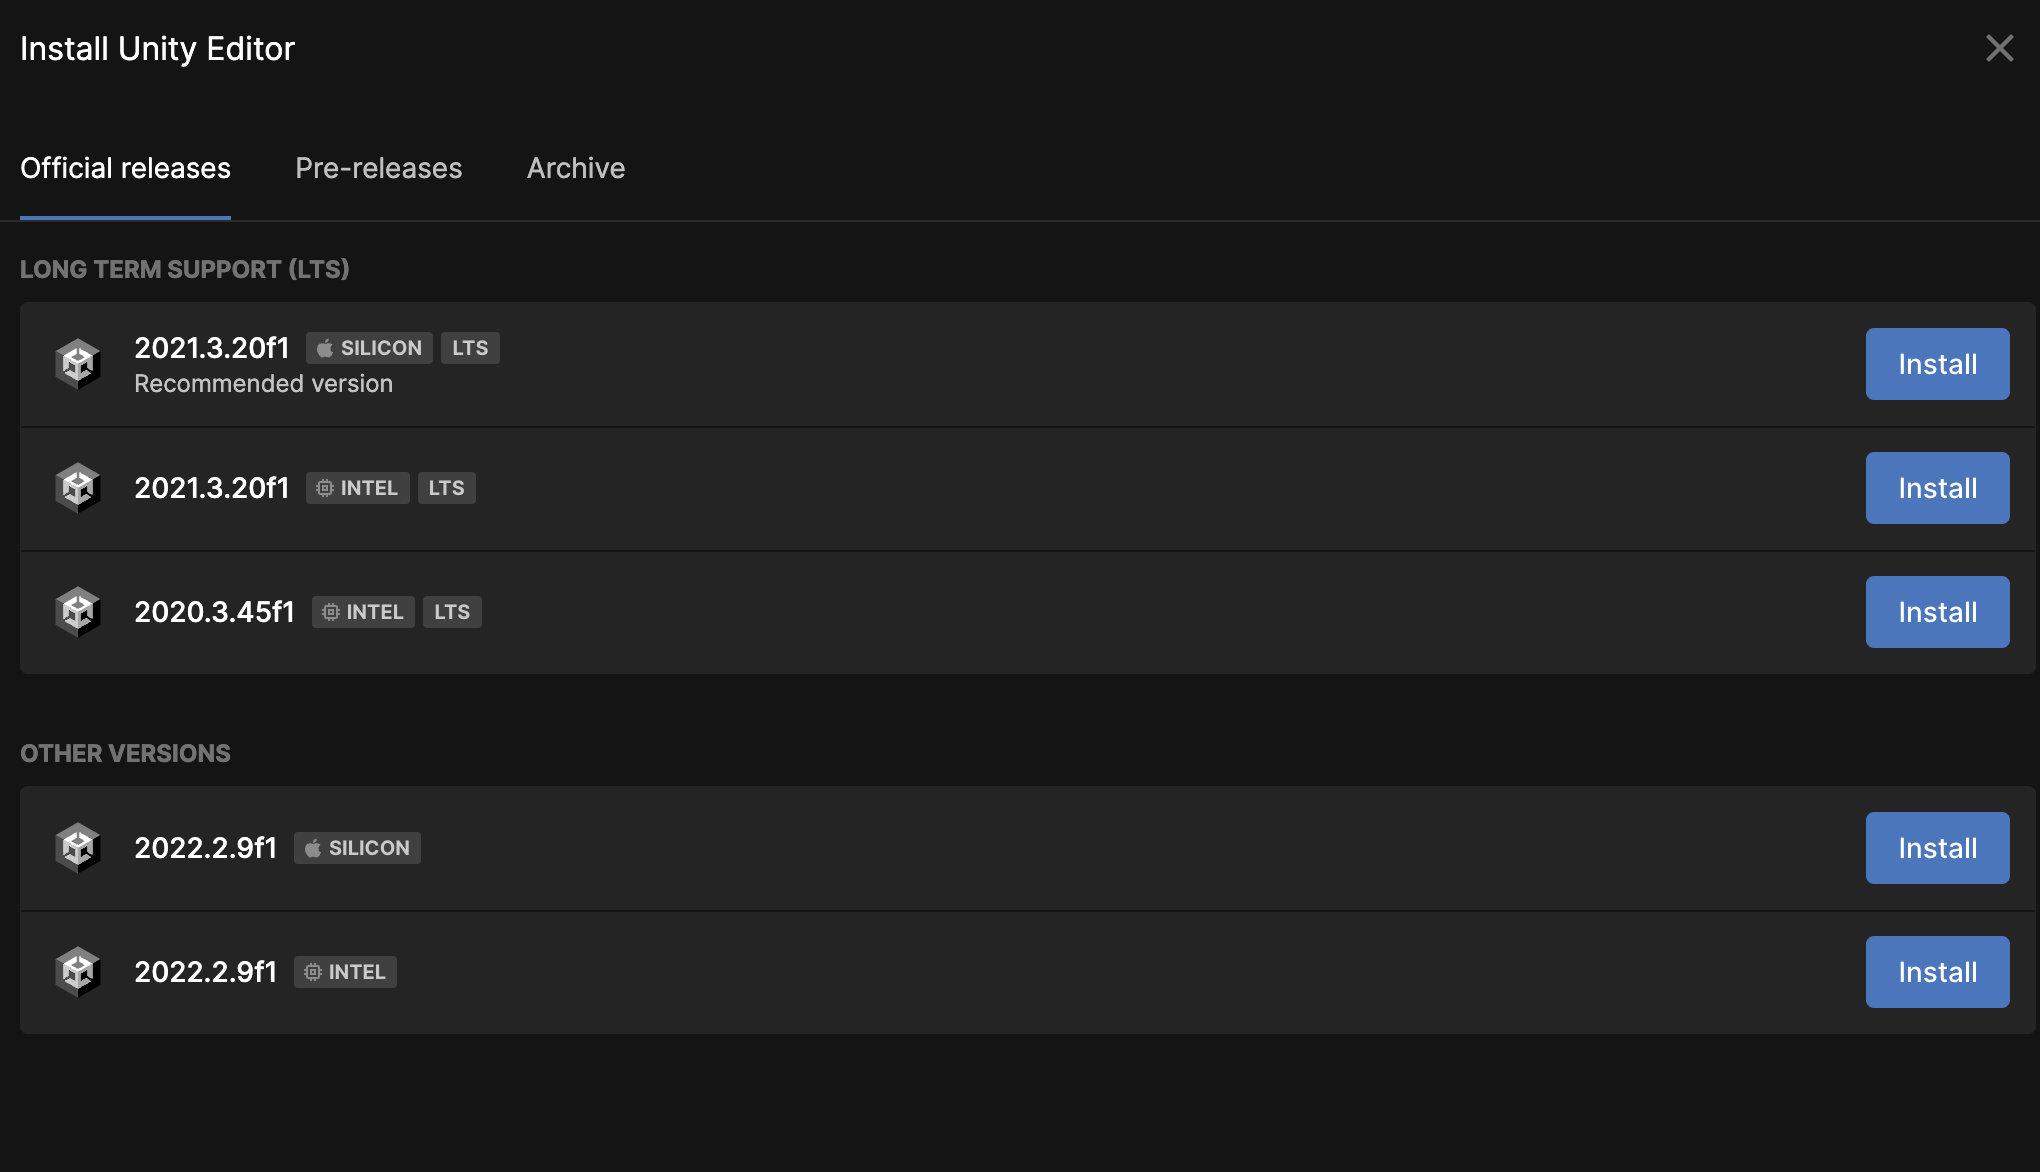 Install Unity Editor
Official releases Pre-releases Archive
LONG TERM SUPPORT (LTS)
2021.3.20f1 SILICON LTS
Recommended version
Install
2021.3.20f1 INTEL LTS
Install
2020.3.45f1 INTEL LTS
Install
OTHER VERSIONS
2022.2.9f1 SILICON
Install
2022.2.9f1 INTEL
Install